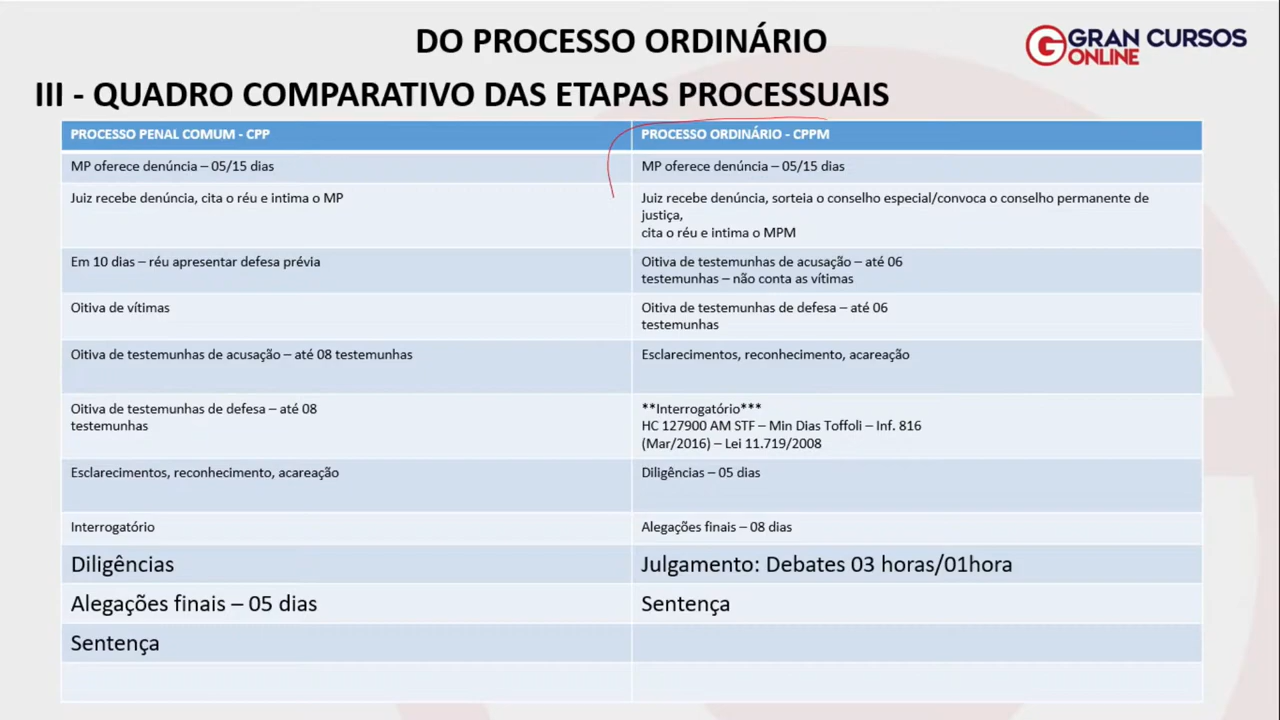 DO PROCESSO ORDINÁRIO
GRAN CURSOS
ONLINE
III - QUADRO COMPARATIVO DAS ETAPAS PROCESSUAIS
PROCESSO PENAL COMUM - CPP
PROCESSO ORDINÁRIO - CPPM
MP oferece denúncia – 05/15 dias
MP oferece denúncia – 05/15 dias
Juiz recebe denúncia, cita o réu e intima o MP
Juiz recebe denúncia, sorteia o conselho especial/convoca o conselho permanente de
justiça,
cita o réu e intima o MPM
Em 10 dias – réu apresentar defesa prévia
Oitiva de testemunhas de acusação – até 06
testemunhas – não conta as vítimas
Oitiva de vítimas
Oitiva de testemunhas de defesa – até 06
testemunhas
Oitiva de testemunhas de acusação – até 08 testemunhas
Esclarecimentos, reconhecimento, acareação
Oitiva de testemunhas de defesa – até 08
testemunhas
**Interrogatório***
HC 127900 AM STF – Min Dias Toffoli – Inf. 816
(Mar/2016) – Lei 11.719/2008
Esclarecimentos, reconhecimento, acareação
Diligências – 05 dias
Interrogatório
Alegações finais – 08 dias
Diligências
Julgamento: Debates 03 horas/01hora
Alegações finais – 05 dias
Sentença
Sentença